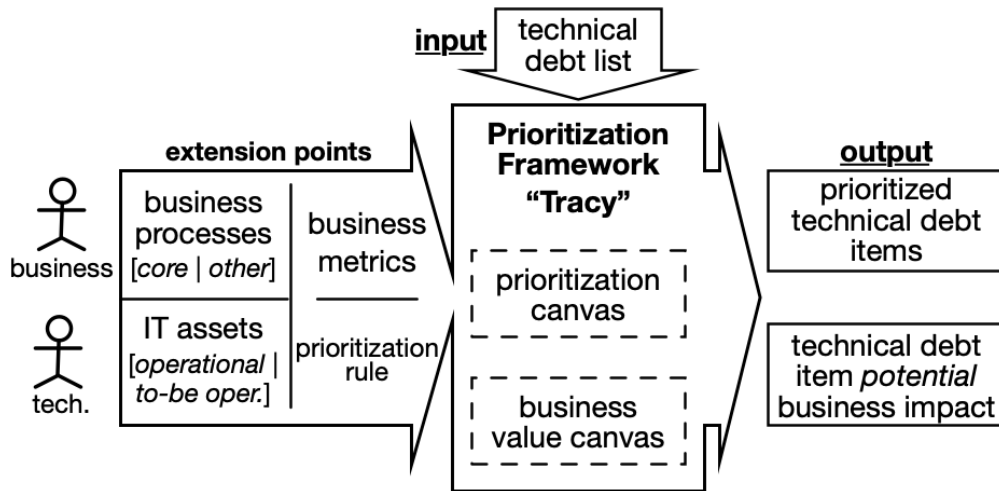 input
technical
debt list
extension points
business
business
processes
[core | other]
business
metrics
tech.
IT assets
[operational |
to-be oper.]
prioritization
rule
Prioritization
Framework
“Tracy”
prioritization
canvas
business
value canvas
output
prioritized
technical debt
items
technical debt
item potential
business impact